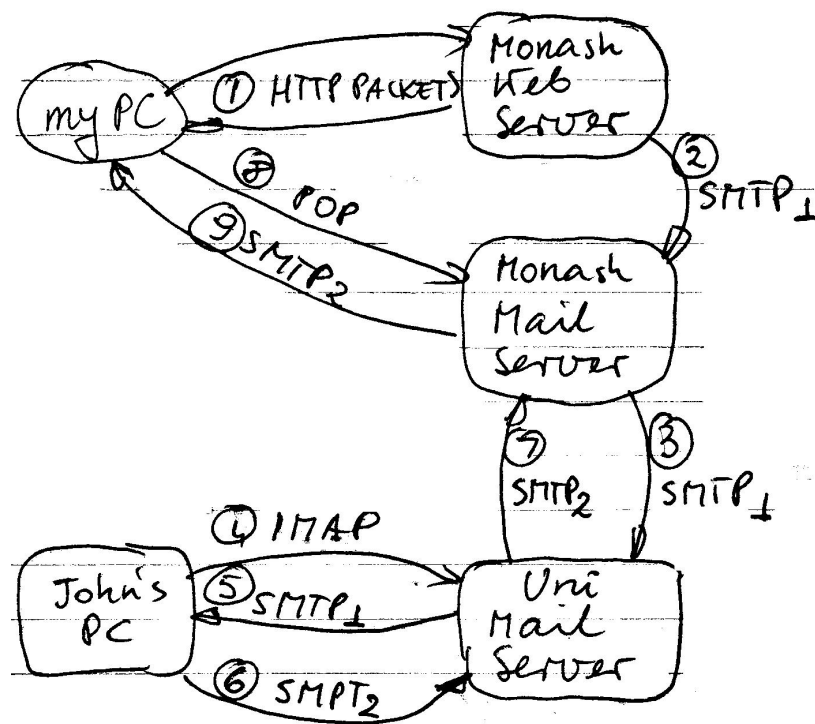 Monash
Web
Server
my PC
① HTTP PACKETS
② SMTP1
⑧ POP
⑨ SMTP2
Monash
Mail
Server
⑦ SMTP2
③ SMTP1
④ IMAP
⑤ SMTP1
⑥ SMPT2
John's
PC
Uni
Mail
Server